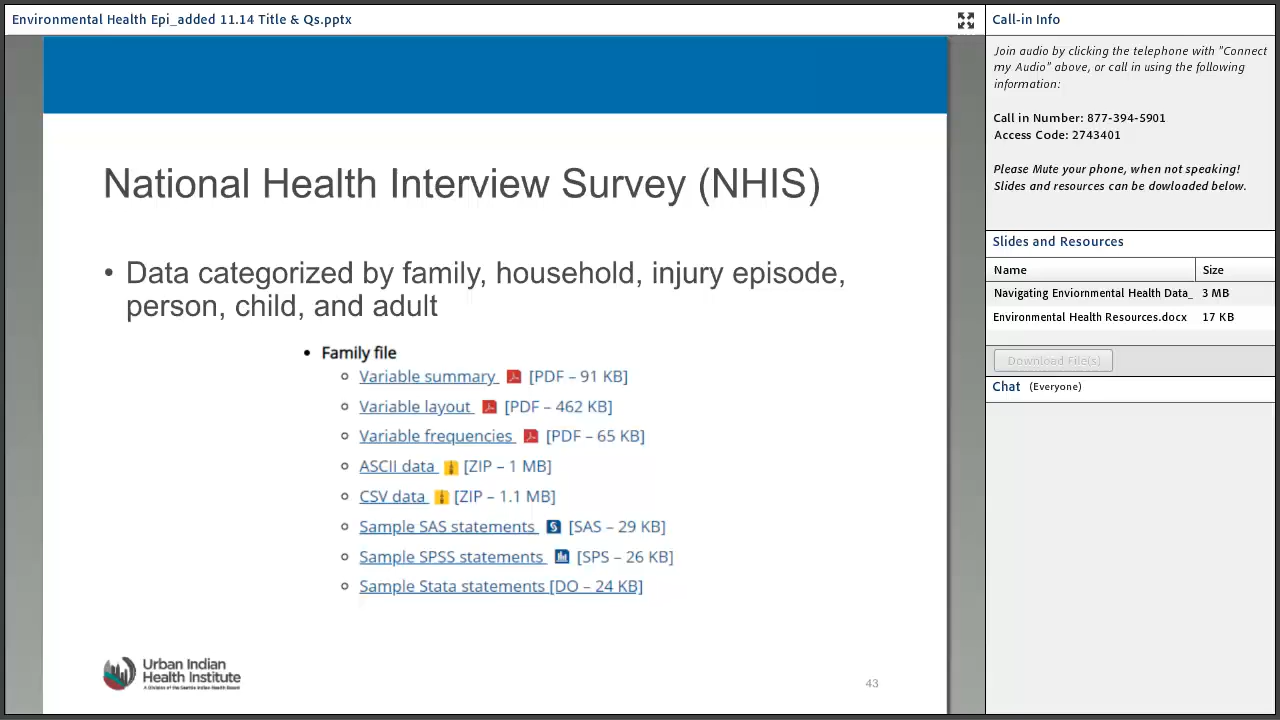 Environmental Health Epi_added 11.14 Title & Qs.pptx
National Health Interview Survey (NHIS)
• Data categorized by family, household, injury episode,
person, child, and adult
• Family file
Variable summary [PDF – 91 KB]
Variable layout [PDF – 462 KB]
Variable frequencies [PDF – 65 KB]
ASCII data [ZIP – 1 MB]
CSV data [ZIP – 1.1 MB]
Sample SAS statements [SAS – 29 KB]
Sample SPSS statements [SPS – 26 KB]
Sample Stata statements [DO – 24 KB]
Urban Indian
Health Institute
A Division of the Seattle Indian Health Board
43
Call-in Info
Join audio by clicking the telephone with "Connect
my Audio" above, or call in using the following
information:
Call in Number: 877-394-5901
Access Code: 2743401
Please Mute your phone, when not speaking!
Slides and resources can be dowloaded below.
Slides and Resources
Name Size
Navigating Enviornmental Health Data_ 3 MB
Environmental Health Resources.docx 17 KB
Download File(s)
Chat (Everyone)